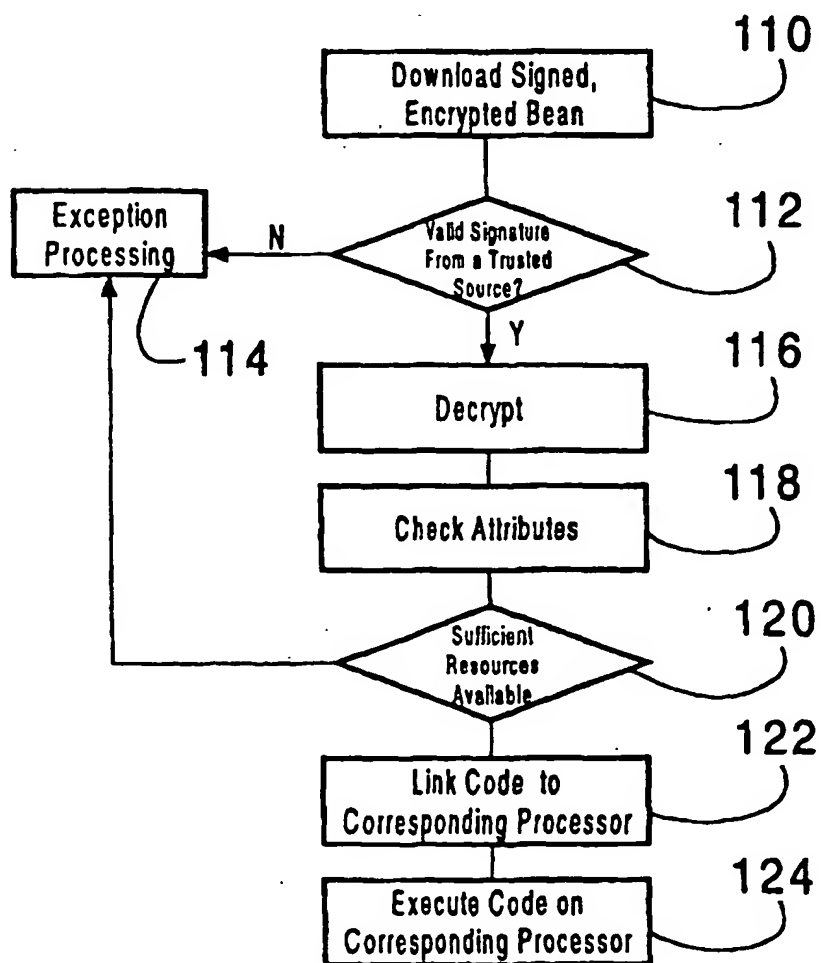 110
Download Signed,
Encrypted Bean
112
Valid Signature
From a Trusted
Source?
N
Exception
Processing
114
Y
116
Decrypt
118
Check Attributes
120
Sufficient
Resources
Available
122
Link Code to
Corresponding Processor
124
Execute Code on
Corresponding Processor